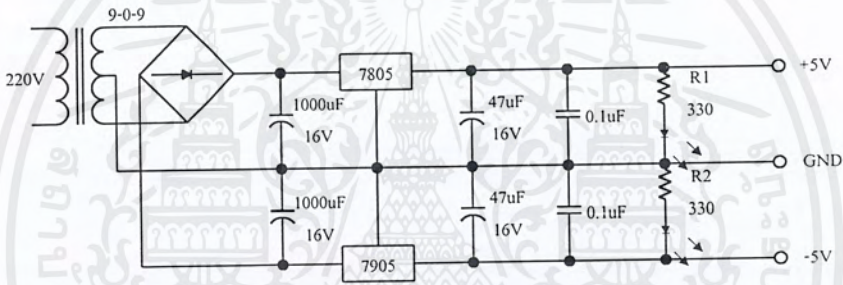 9-0-9
220V
7805
+5V
1000uF
16V
47uF
16V
0.1uF
R1
330
GND
1000uF
16V
47uF
16V
0.1uF
R2
330
7905
-5V